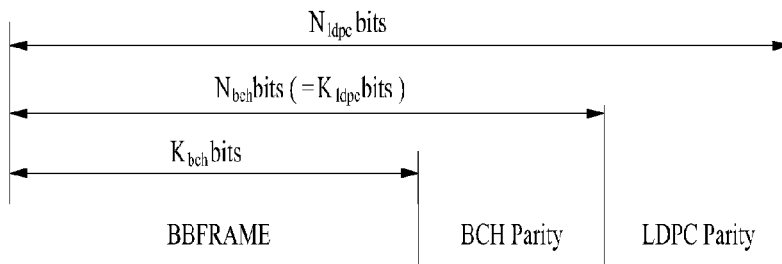 N_ldpc bits
N_bch bits ( =K_ldpc bits )
K_bch bits
BBFRAME BCH Parity LDPC Parity